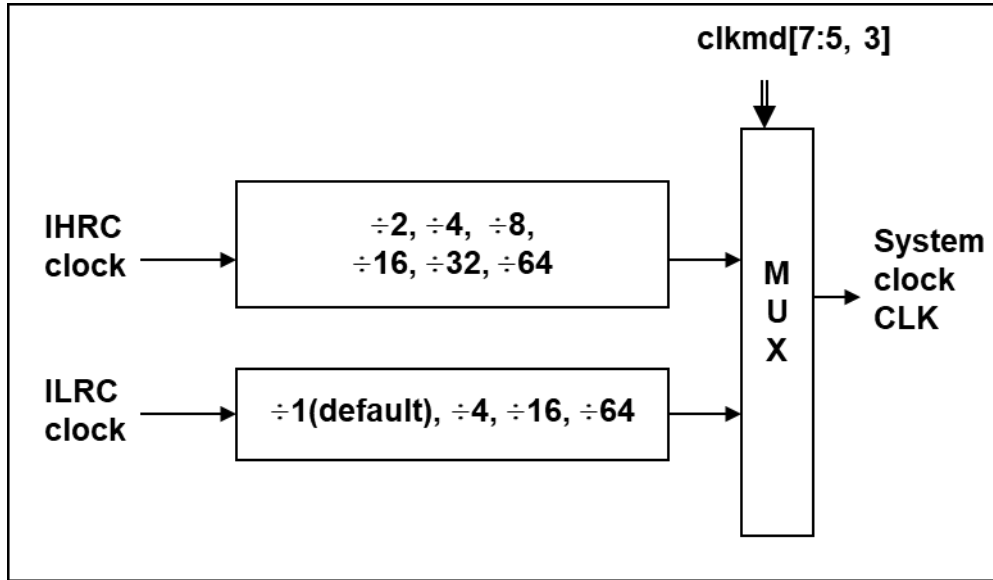 clkmd[7:5, 3]
IHRC
clock
÷2, ÷4, ÷8,
÷16, ÷32, ÷64
M
U
X
System
clock
CLK
ILRC
clock
÷1(default), ÷4, ÷16, ÷64